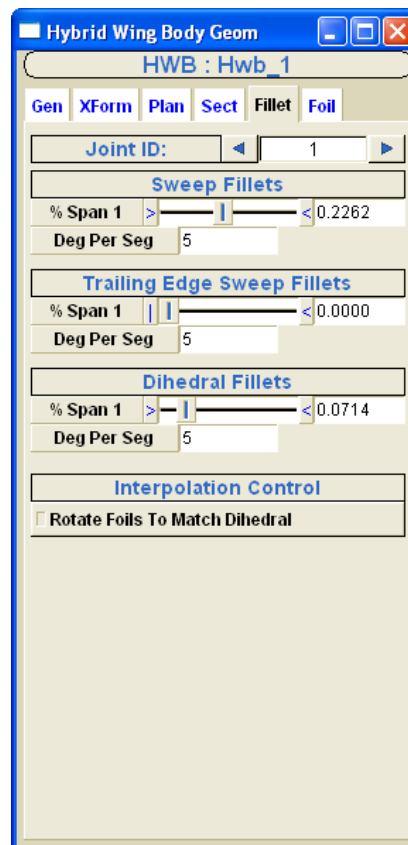 Hybrid Wing Body Geom
HWB : Hwb_1
Gen XForm Plan Sect Fillet Foil
Joint ID: 1
Sweep Fillets
% Span 1 > < 0.2262
Deg Per Seg 5
Trailing Edge Sweep Fillets
% Span 1 | < 0.0000
Deg Per Seg 5
Dihedral Fillets
% Span 1 > < 0.0714
Deg Per Seg 5
Interpolation Control
Rotate Foils To Match Dihedral